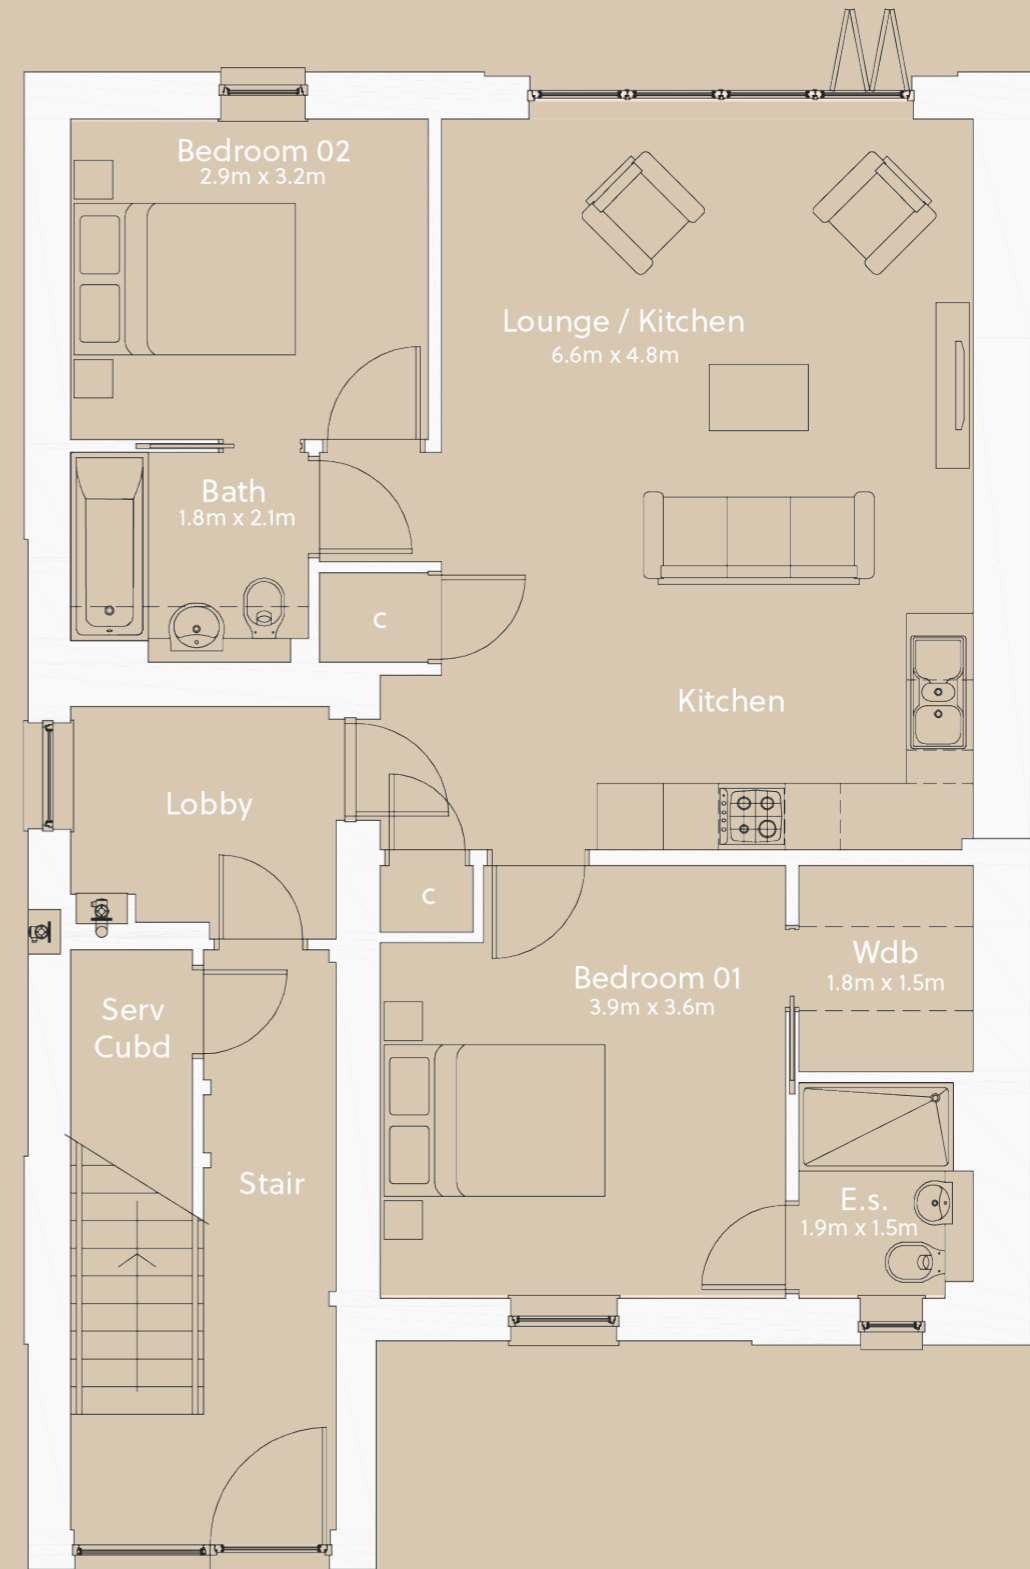 Bedroom 02
2.9m x 3.2m
Lounge / Kitchen
6.6m x 4.8m
Bath
1.8m x 2.1m
c
Kitchen
Lobby
c
Wdb
1.8m x 1.5m
Bedroom 01
3.9m x 3.6m
Serv
Cubd
Stair
E.s.
1.9m x 1.5m